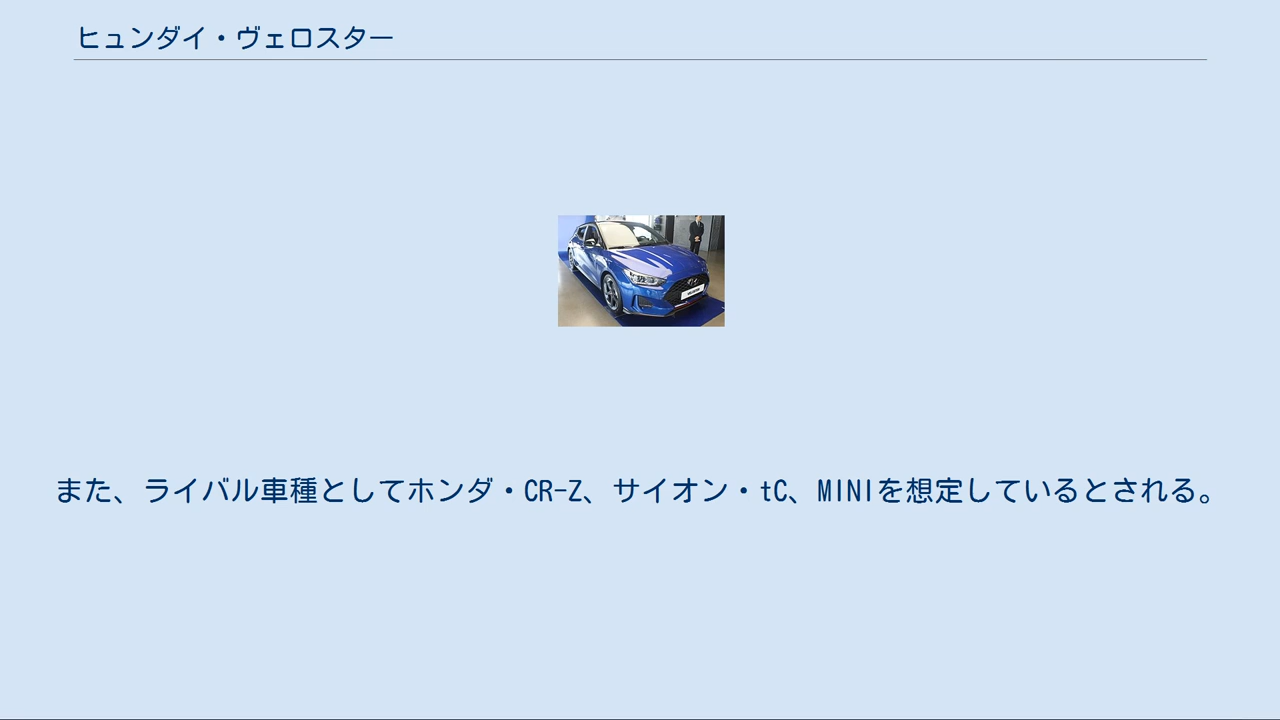 ヒュンダイ・ヴェロスター
また、ライバル車種としてホンダ・CR-Z、サイオン・tC、MINIを想定しているとされる。